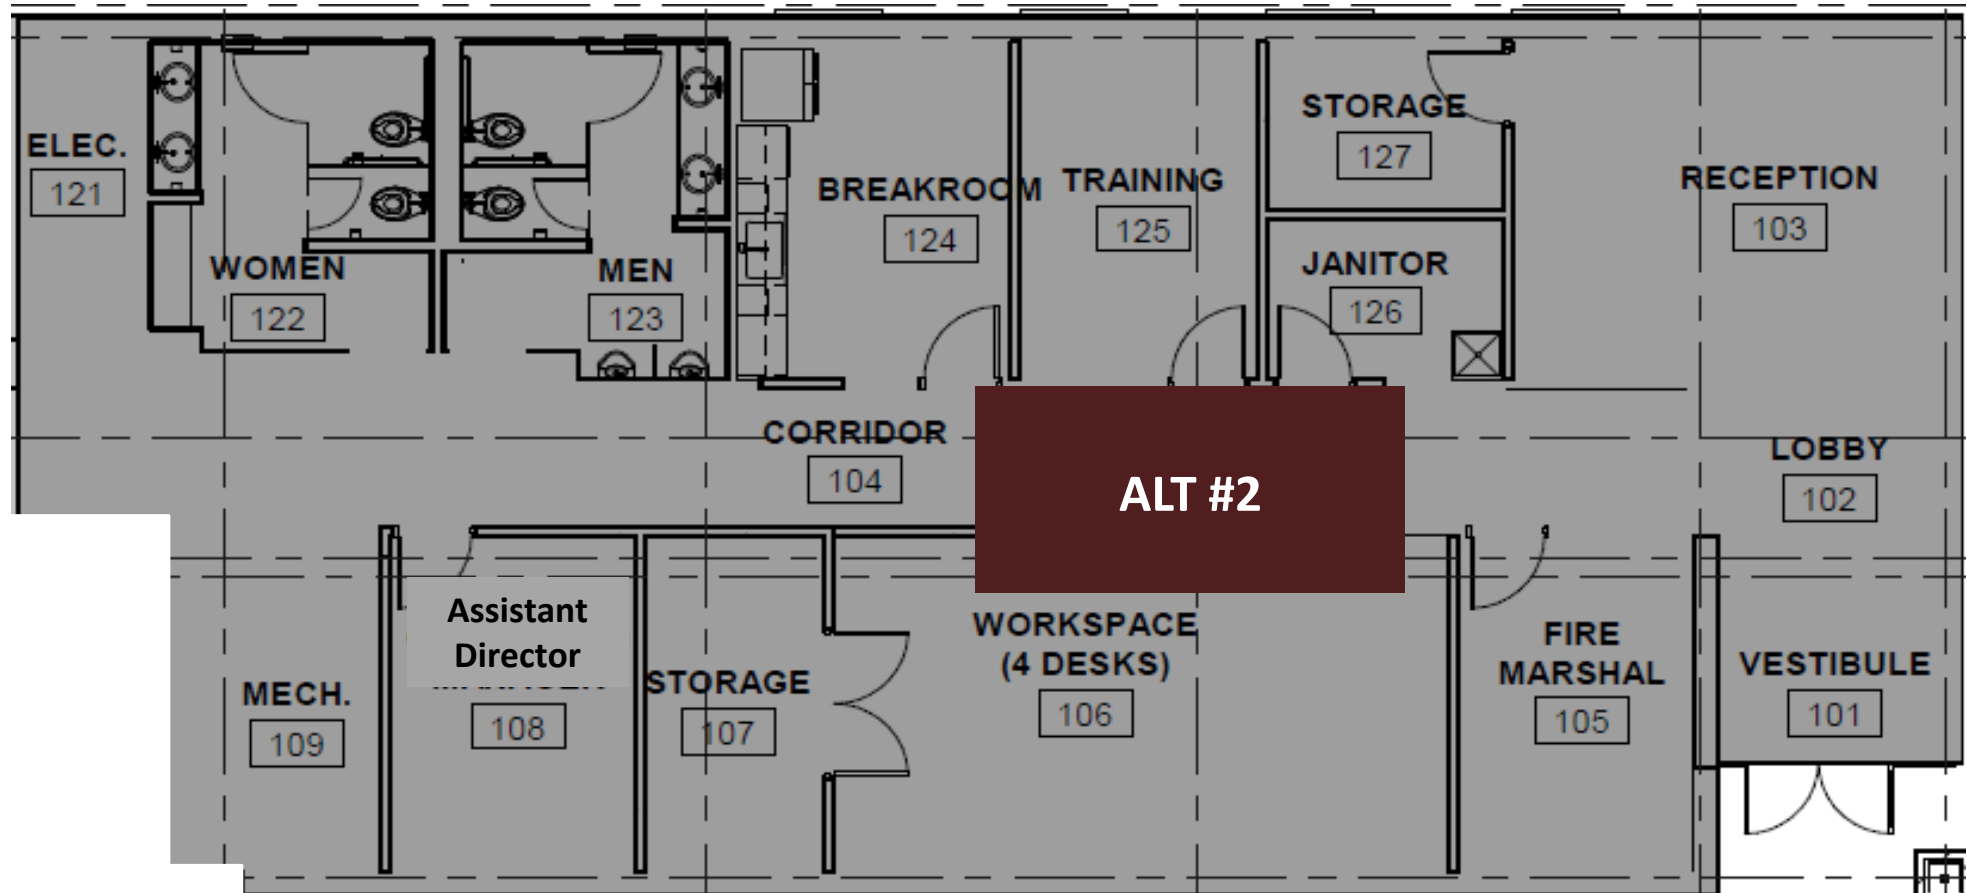 ELEC.
121
WOMEN
122
MEN
123
BREAKROOM
124
TRAINING
125
STORAGE
127
JANITOR
126
RECEPTION
103
CORRIDOR
104
ALT #2
LOBBY
102
MECH.
109
Assistant
Director
108
STORAGE
107
WORKSPACE
(4 DESKS)
106
FIRE
MARSHAL
105
VESTIBULE
101